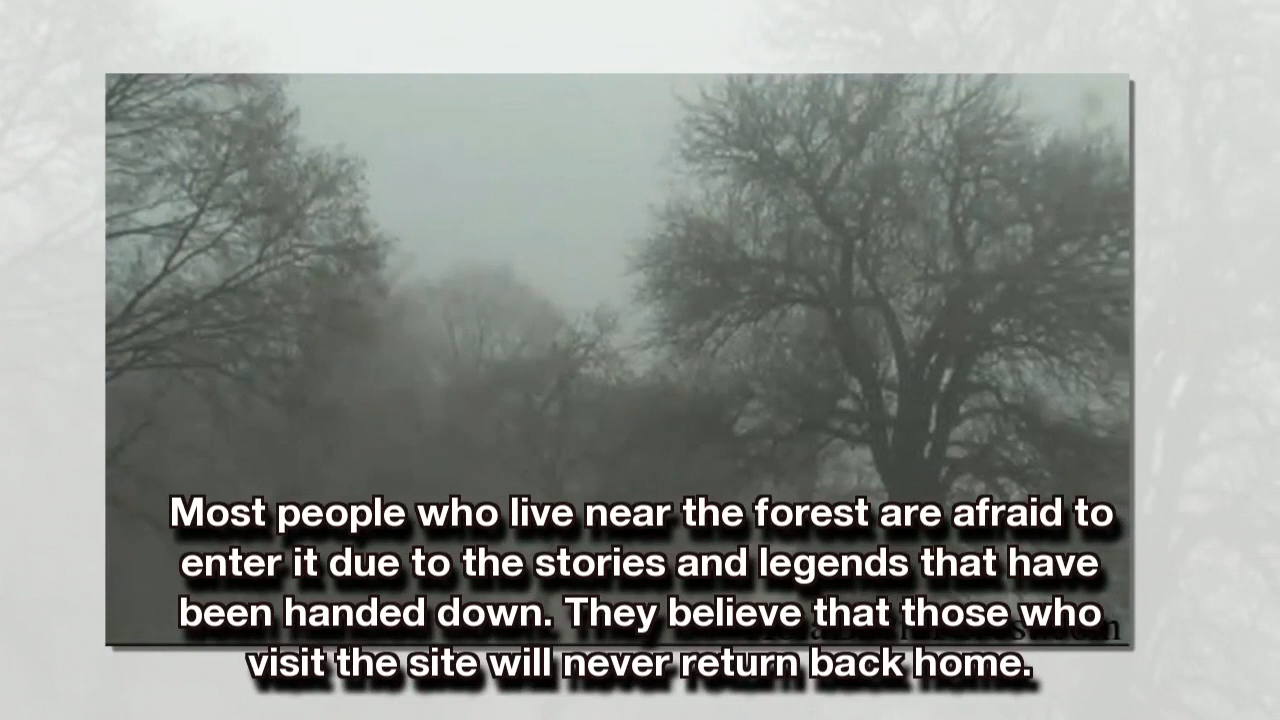 Most people who live near the forest are afraid to
enter it due to the stories and legends that have
been handed down. They believe that those who
visit the site will never return back home.